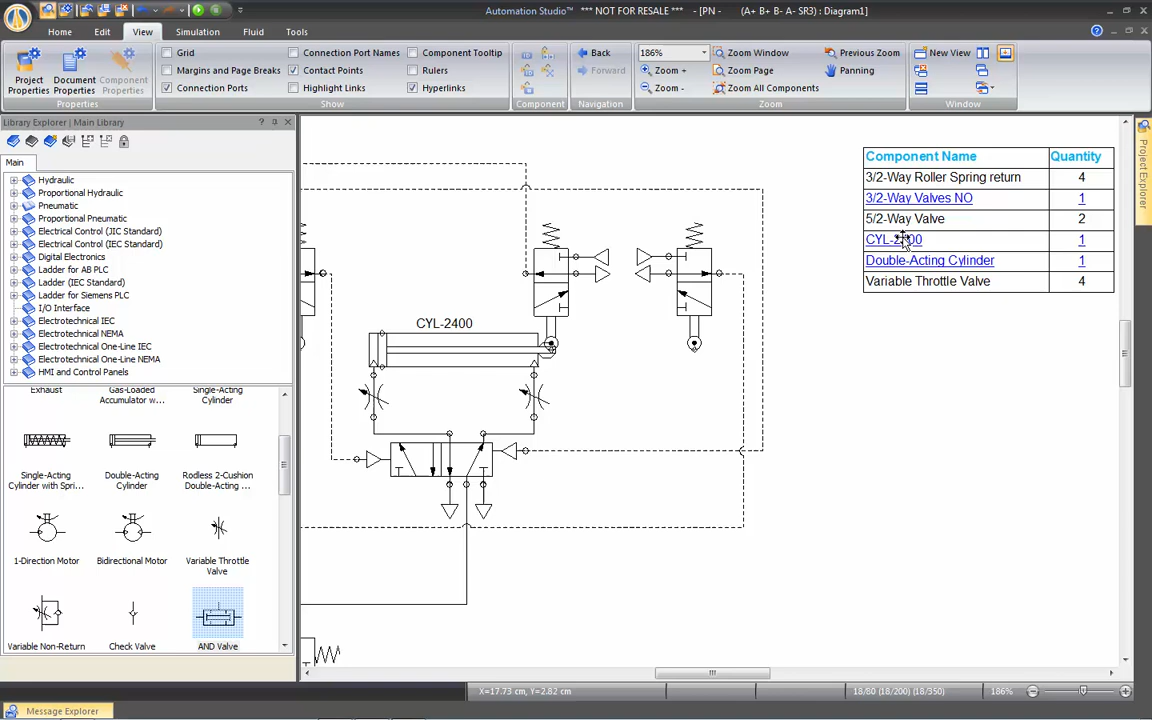 Automation Studio™ *** NOT FOR RESALE *** - [PN - (A+ B+ B- A- SR3) : Diagram1]
Home Edit View Simulation Fluid Tools
Grid Connection Port Names Component Tooltip Back 186% Zoom Window Previous Zoom New View
Margins and Page Breaks Contact Points Rulers Forward Zoom + Zoom Page Panning
Connection Ports Highlight Links Hyperlinks Zoom - Zoom All Components
Project Properties Document Properties Component Properties
Properties Show Component Navigation Zoom Window
Library Explorer | Main Library
Main
Hydraulic
Proportional Hydraulic
Pneumatic
Proportional Pneumatic
Electrical Control (JIC Standard)
Electrical Control (IEC Standard)
Digital Electronics
Ladder for AB PLC
Ladder (IEC Standard)
Ladder for Siemens PLC
I/O Interface
Electrotechnical IEC
Electrotechnical NEMA
Electrotechnical One-Line IEC
Electrotechnical One-Line NEMA
HMI and Control Panels
Exhaust Gas-Loaded Single-Acting
Accumulator w... Cylinder
Single-Acting Double-Acting Rodless 2-Cushion
Cylinder with Spri... Cylinder Double-Acting ...
1-Direction Motor Bidirectional Motor Variable Throttle
Valve
Variable Non-Return Check Valve AND Valve
CYL-2400
Component Name Quantity
3/2-Way Roller Spring return 4
3/2-Way Valves NO 1
5/2-Way Valve 2
CYL-2400 1
Double-Acting Cylinder 1
Variable Throttle Valve 4
Project Explorer
X=17.73 cm, Y=2.82 cm 18/80 (18/200) (18/350) 186%
Message Explorer